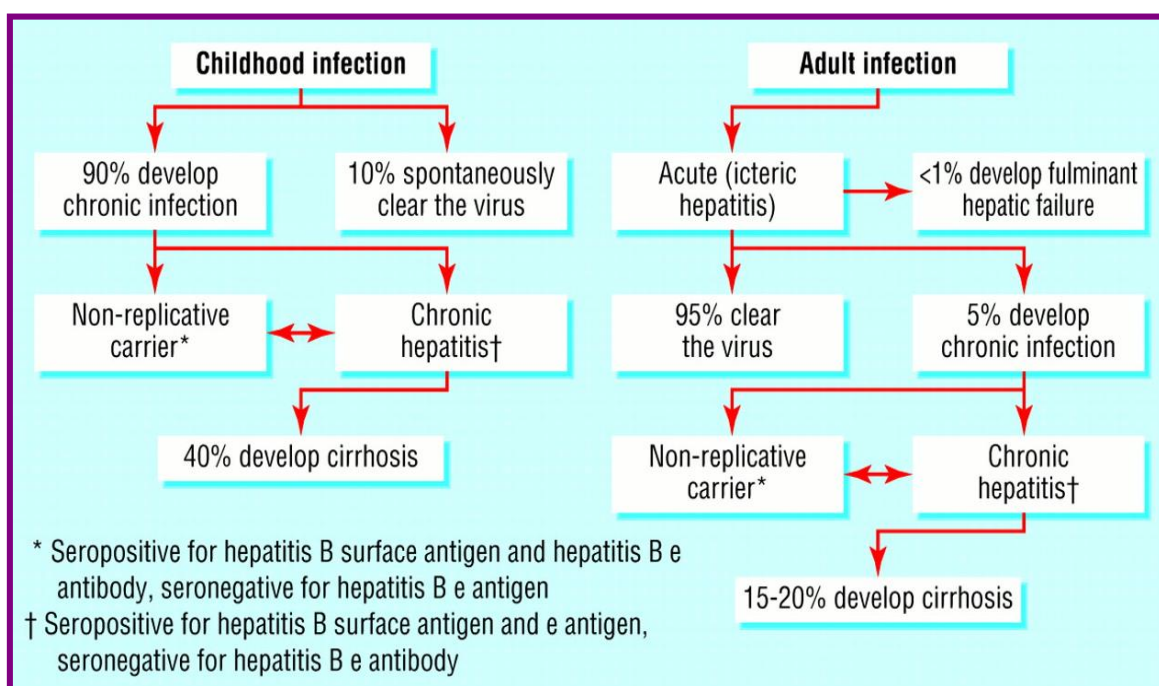 Childhood infection
90% develop
chronic infection
10% spontaneously
clear the virus
Non-replicative
carrier*
Chronic
hepatitis†
40% develop cirrhosis
Adult infection
Acute (icteric
hepatitis)
<1% develop fulminant
hepatic failure
95% clear
the virus
5% develop
chronic infection
Non-replicative
carrier*
Chronic
hepatitis†
15-20% develop cirrhosis
* Seropositive for hepatitis B surface antigen and hepatitis B e
antibody, seronegative for hepatitis B e antigen
† Seropositive for hepatitis B surface antigen and e antigen,
seronegative for hepatitis B e antibody